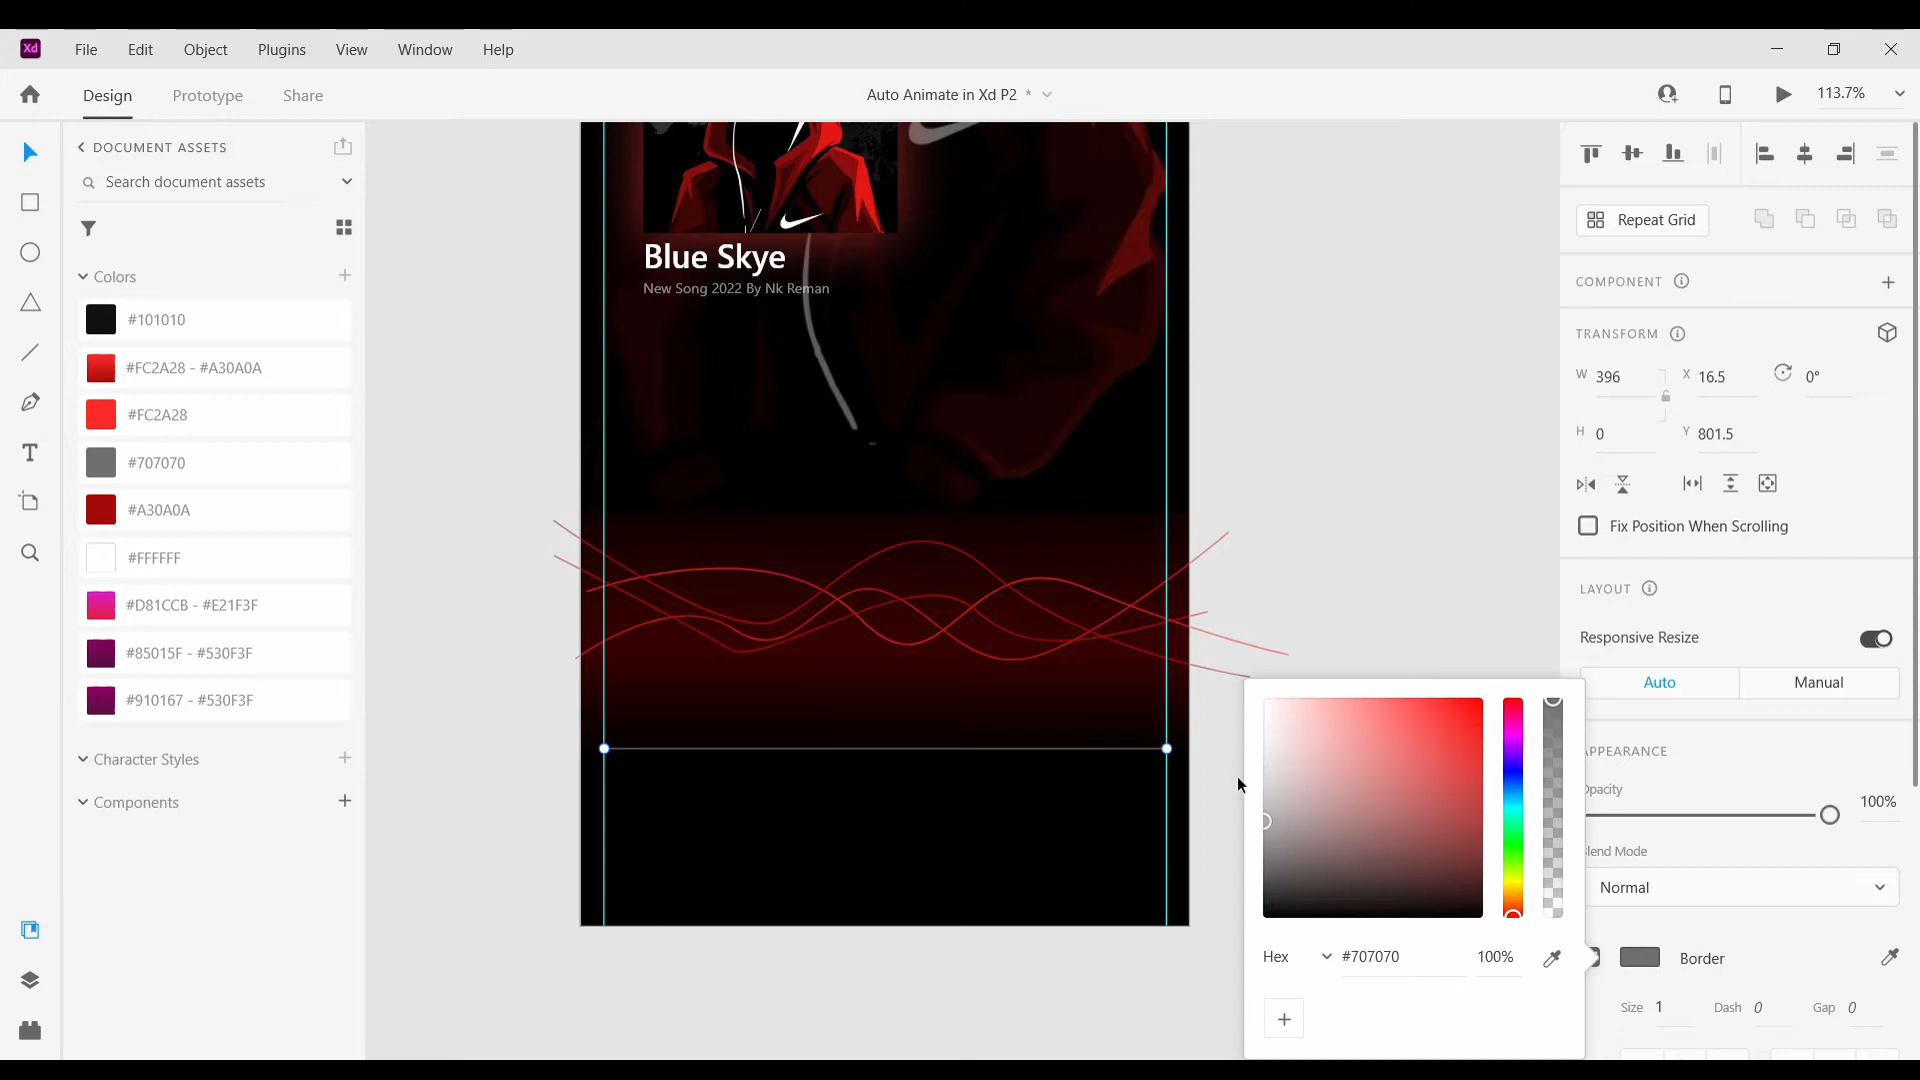 Xd File Edit Object Plugins View Window Help
Design Prototype Share
Auto Animate in Xd P2 *
113.7%
DOCUMENT ASSETS
Search document assets
Colors
#101010
#FC2A28 - #A30A0A
#FC2A28
#707070
#A30A0A
#FFFFFF
#D81CCB - #E21F3F
#85015F - #530F3F
#910167 - #530F3F
Character Styles
Components
Blue Skye
New Song 2022 By Nk Reman
Repeat Grid
COMPONENT
TRANSFORM
W 396 X 16.5 0°
H 0 Y 801.5
Fix Position When Scrolling
LAYOUT
Responsive Resize
Auto Manual
APPEARANCE
Opacity
100%
Blend Mode
Normal
Hex #707070 100%
Border
Size 1 Dash 0 Gap 0